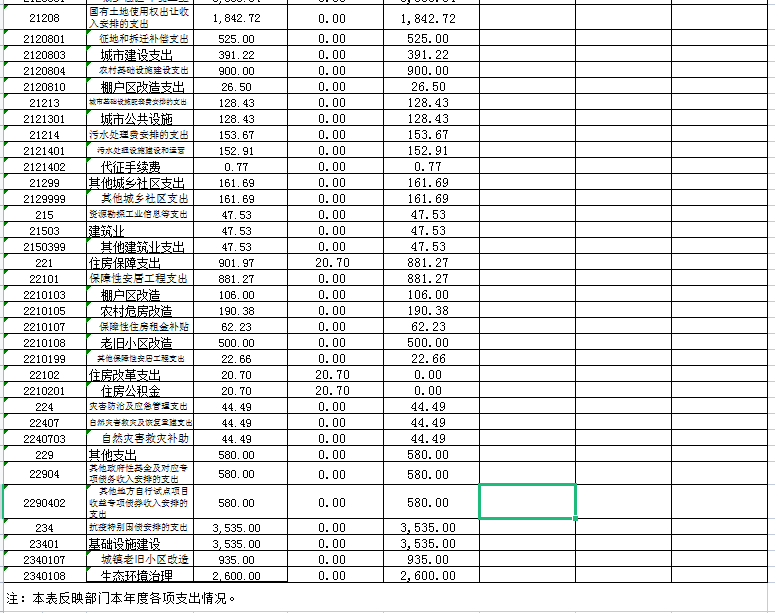 21208 国有土地使用权出让收入安排的支出 1,842.72 0.00 1,842.72
2120801 征地和拆迁补偿支出 525.00 0.00 525.00
2120803 城市建设支出 391.22 0.00 391.22
2120804 农村基础设施建设支出 900.00 0.00 900.00
2120810 棚户区改造支出 26.50 0.00 26.50
21213 城市基础设施配套费安排的支出 128.43 0.00 128.43
2121301 城市公共设施 128.43 0.00 128.43
21214 污水处理费安排的支出 153.67 0.00 153.67
2121401 污水处理设施建设和运营 152.91 0.00 152.91
2121402 代征手续费 0.77 0.00 0.77
21299 其他城乡社区支出 161.69 0.00 161.69
2129999 其他城乡社区支出 161.69 0.00 161.69
215 资源勘探工业信息等支出 47.53 0.00 47.53
21503 建筑业 47.53 0.00 47.53
2150399 其他建筑业支出 47.53 0.00 47.53
221 住房保障支出 901.97 20.70 881.27
22101 保障性安居工程支出 881.27 0.00 881.27
2210103 棚户区改造 106.00 0.00 106.00
2210105 农村危房改造 190.38 0.00 190.38
2210107 保障性住房租金补贴 62.23 0.00 62.23
2210108 老旧小区改造 500.00 0.00 500.00
2210199 其他保障性安居工程支出 22.66 0.00 22.66
22102 住房改革支出 20.70 20.70 0.00
2210201 住房公积金 20.70 20.70 0.00
224 灾害防治及应急管理支出 44.49 0.00 44.49
22407 自然灾害救灾及恢复重建支出 44.49 0.00 44.49
2240703 自然灾害救灾补助 44.49 0.00 44.49
229 其他支出 580.00 0.00 580.00
22904 其他政府性基金及对应专项债务收入安排的支出 580.00 0.00 580.00
2290402 其他地方自行试点项目收益专项债券收入安排的支出 580.00 0.00 580.00
234 抗疫特别国债安排的支出 3,535.00 0.00 3,535.00
23401 基础设施建设 3,535.00 0.00 3,535.00
2340107 城镇老旧小区改造 935.00 0.00 935.00
2340108 生态环境治理 2,600.00 0.00 2,600.00
注：本表反映部门本年度各项支出情况。